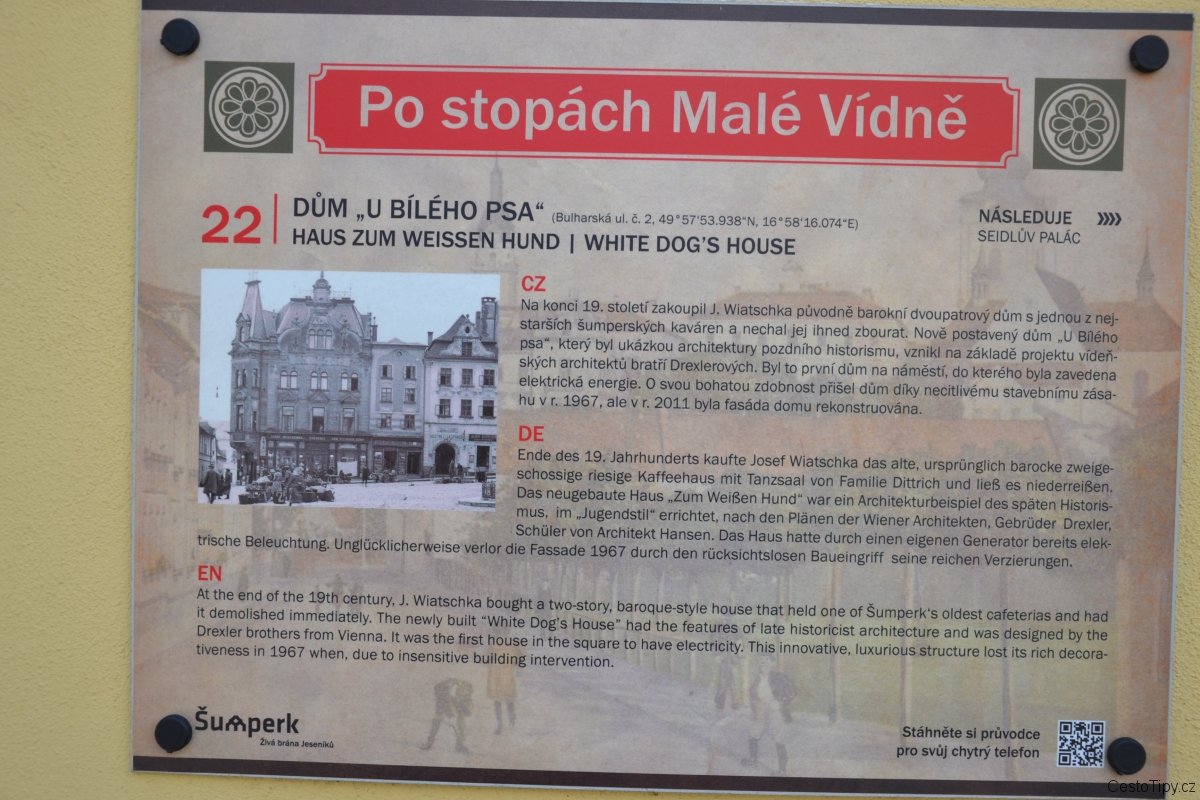 Po stopách Malé Vídně
22
DŮM „U BÍLÉHO PSA“ (Bulharská ul. č. 2, 49°57‘53.938“N, 16°58‘16.074“E)
HAUS ZUM WEISSEN HUND | WHITE DOG’S HOUSE
NÁSLEDUJE
SEIDLŮV PALÁC
CZ
Na konci 19. století zakoupil J. Wiatschka původně barokní dvoupatrový dům s jednou z nej-
starších šumperských kaváren a nechal jej ihned zbourat. Nově postavený dům „U Bílého
psa“, který byl ukázkou architektury pozdního historismu, vznikl na základě projektu vídeň-
ských architektů bratří Drexlerových. Byl to první dům na náměstí, do kterého byla zavedena
elektrická energie. O svou bohatou zdobnost přišel dům díky necitlivému stavebnímu zása-
hu v r. 1967, ale v r. 2011 byla fasáda domu rekonstruována.
DE
Ende des 19. Jahrhunderts kaufte Josef Wiatschka das alte, ursprünglich barocke zweige-
schossige riesige Kaffeehaus mit Tanzsaal von Familie Dittrich und ließ es niederreißen.
Das neugebaute Haus „Zum Weißen Hund“ war ein Architekturbeispiel des späten Historis-
mus, im „Jugendstil“ errichtet, nach den Plänen der Wiener Architekten, Gebrüder Drexler,
Schüler von Architekt Hansen. Das Haus hatte durch einen eigenen Generator bereits elek-
trische Beleuchtung. Unglücklicherweise verlor die Fassade 1967 durch den rücksichtslosen Baueingriff seine reichen Verzierungen.
EN
At the end of the 19th century, J. Wiatschka bought a two-story, baroque-style house that held one of Šumperk‘s oldest cafeterias and had
it demolished immediately. The newly built “White Dog’s House” had the features of late historicist architecture and was designed by the
Drexler brothers from Vienna. It was the first house in the square to have electricity. This innovative, luxurious structure lost its rich decora-
tiveness in 1967 when, due to insensitive building intervention.
Šumperk
Živá brána Jeseníků
Stáhněte si průvodce
pro svůj chytrý telefon
CestoTipy.cz